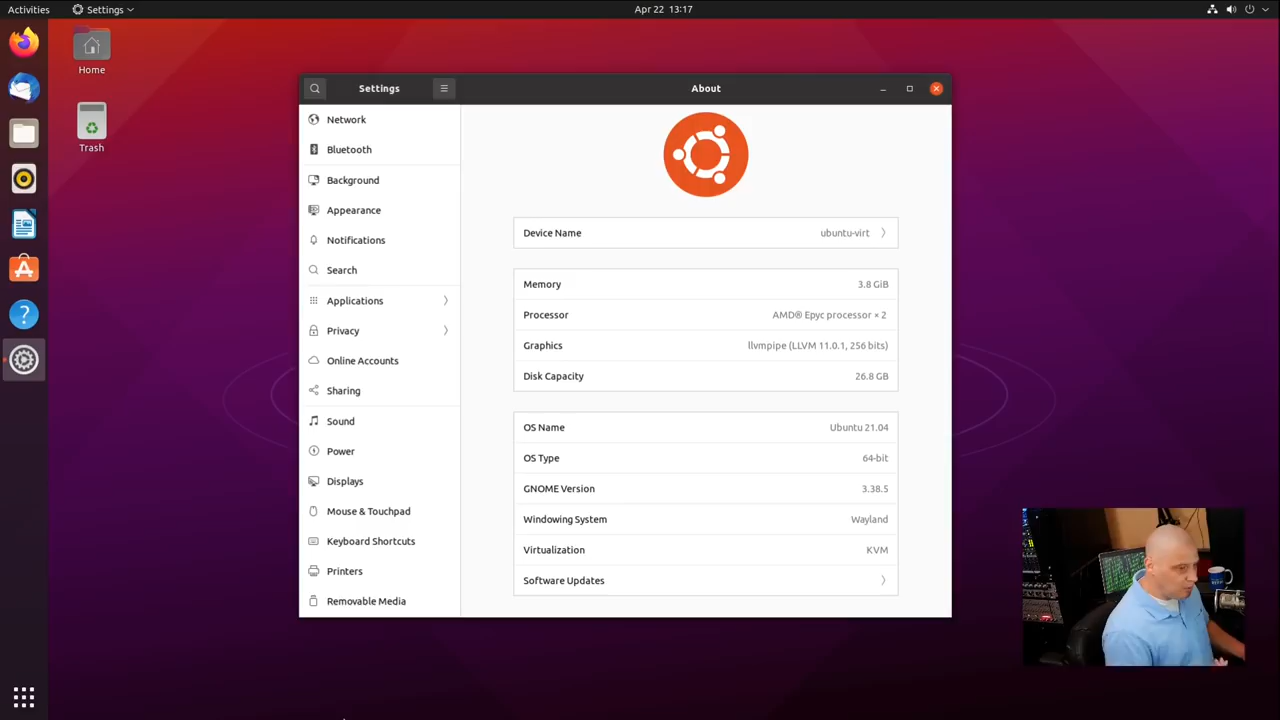 Activities
Settings
Apr 22 13:17
Home
Trash
Settings
About
Network
Bluetooth
Background
Appearance
Notifications
Search
Applications
Privacy
Online Accounts
Sharing
Sound
Power
Displays
Mouse & Touchpad
Keyboard Shortcuts
Printers
Removable Media
Device Name ubuntu-virt
Memory 3.8 GiB
Processor AMD® Epyc processor × 2
Graphics llvmpipe (LLVM 11.0.1, 256 bits)
Disk Capacity 26.8 GB
OS Name Ubuntu 21.04
OS Type 64-bit
GNOME Version 3.38.5
Windowing System Wayland
Virtualization KVM
Software Updates